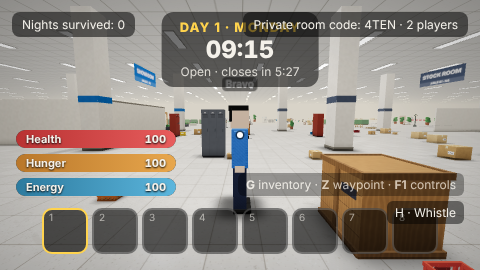 Nights survived: 0
DAY 1 · MONDAY
Private room code: 4TEN · 2 players
09:15
Open · closes in 5:27
Bravo
STOCK ROOM
Health 100
Hunger 100
Energy 100
G inventory · Z waypoint · F1 controls
H · Whistle
1 2 3 4 5 6 7 8